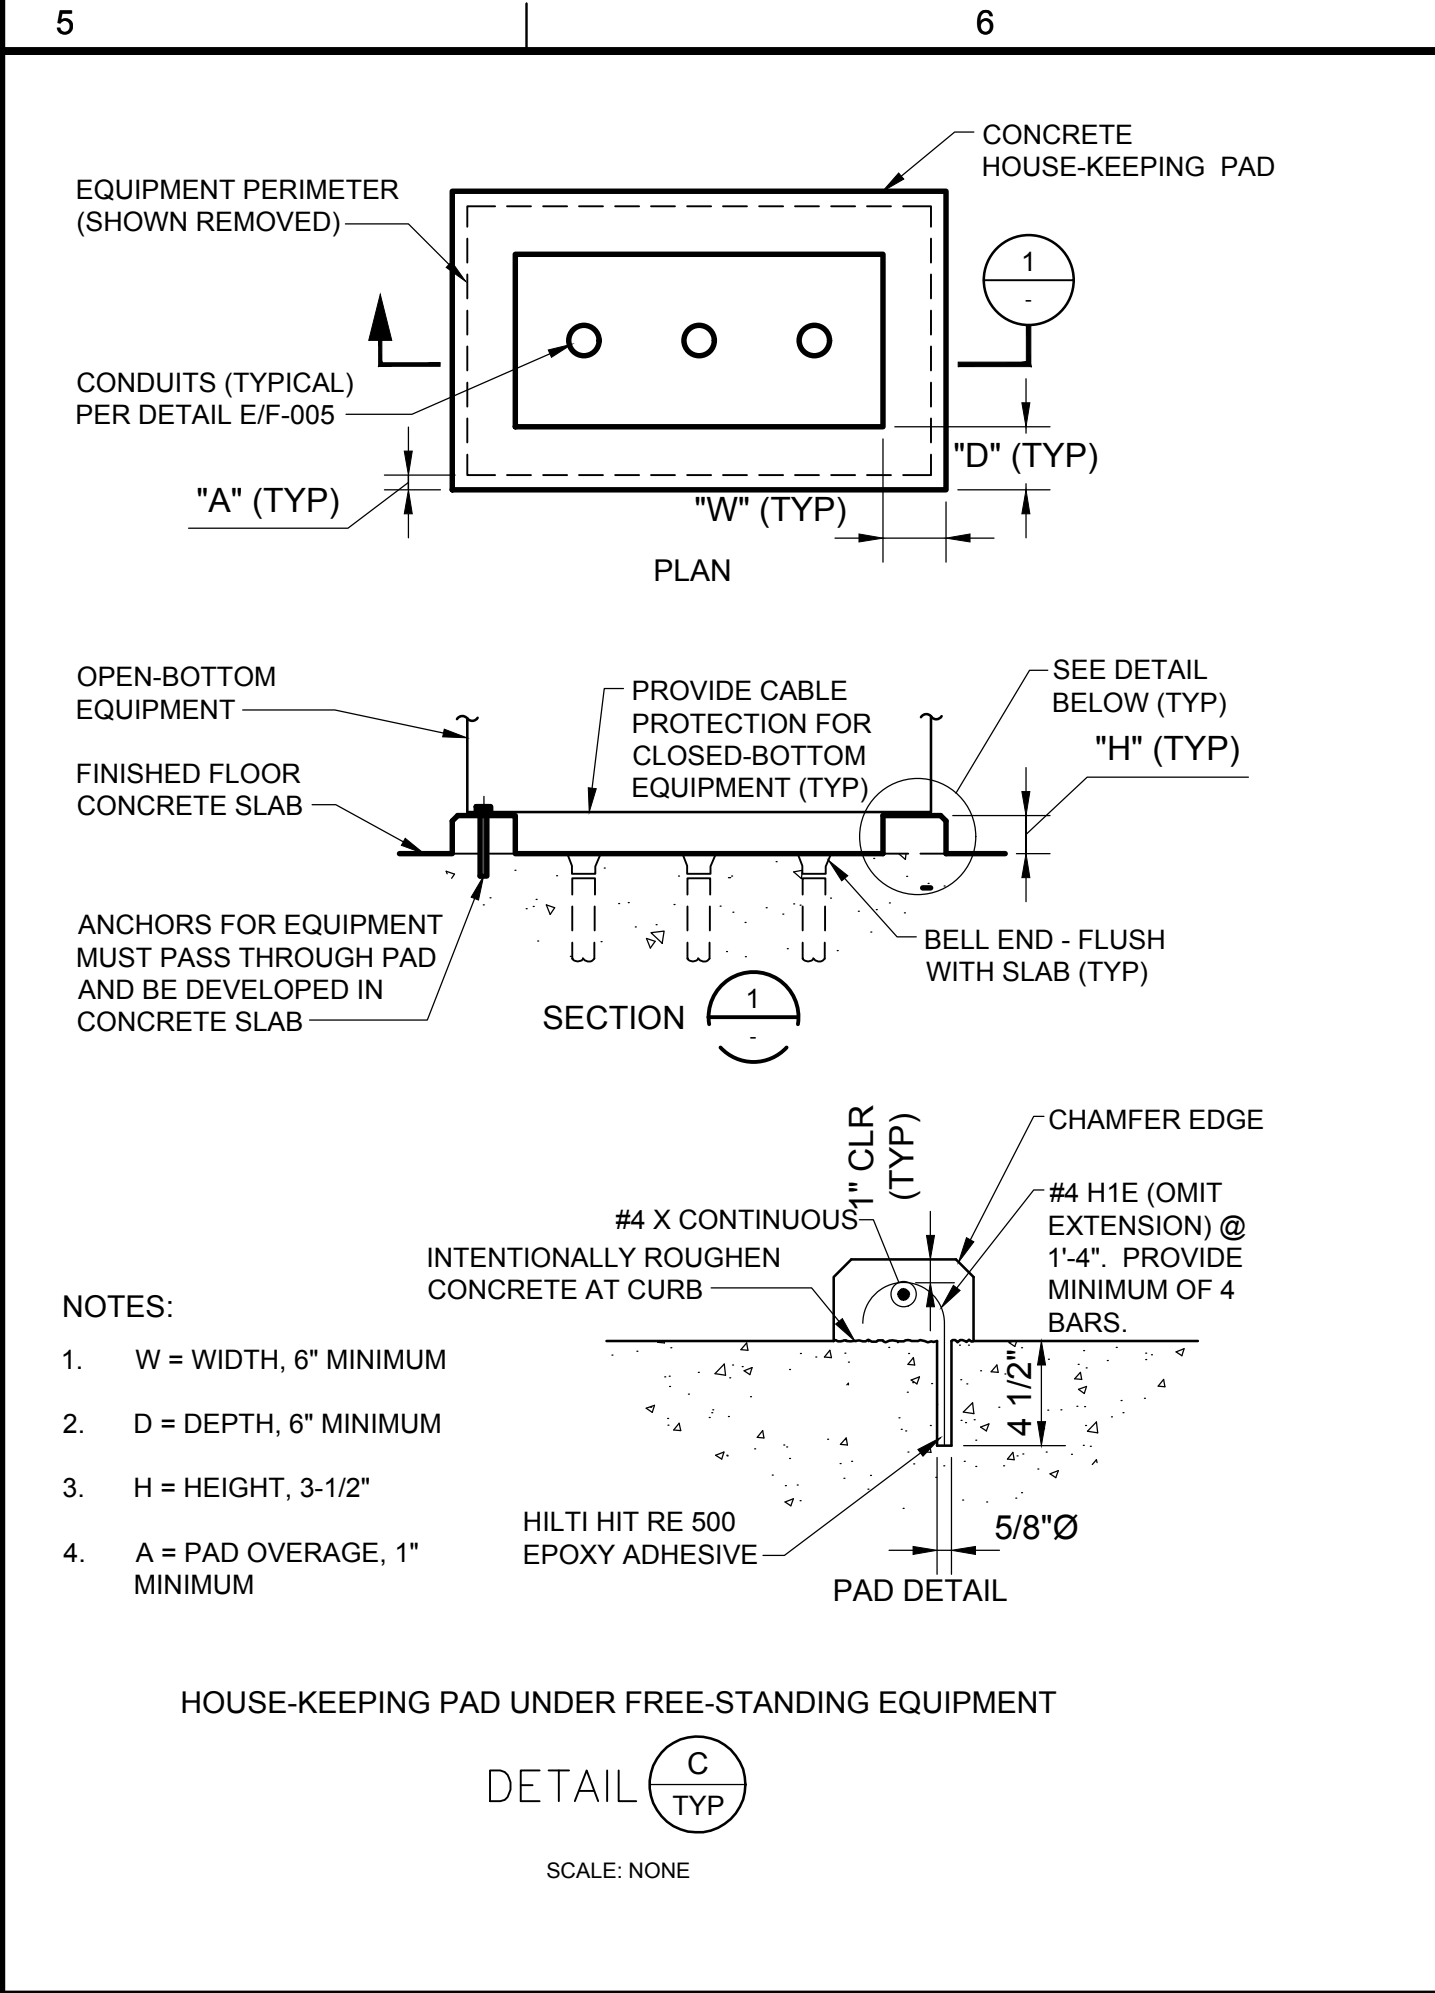 5
6
CONCRETE
HOUSE-KEEPING PAD
EQUIPMENT PERIMETER
(SHOWN REMOVED)
1
-
CONDUITS (TYPICAL)
PER DETAIL E/F-005
"D" (TYP)
"A" (TYP)
"W" (TYP)
PLAN
OPEN-BOTTOM
EQUIPMENT
PROVIDE CABLE
PROTECTION FOR
CLOSED-BOTTOM
EQUIPMENT (TYP)
SEE DETAIL
BELOW (TYP)
"H" (TYP)
FINISHED FLOOR
CONCRETE SLAB
ANCHORS FOR EQUIPMENT
MUST PASS THROUGH PAD
AND BE DEVELOPED IN
CONCRETE SLAB
BELL END - FLUSH
WITH SLAB (TYP)
SECTION
1
-
1" CLR
(TYP)
CHAMFER EDGE
#4 X CONTINUOUS
#4 H1E (OMIT
EXTENSION) @
1'-4". PROVIDE
MINIMUM OF 4
BARS.
INTENTIONALLY ROUGHEN
CONCRETE AT CURB
4 1/2"
HILTI HIT RE 500
EPOXY ADHESIVE
5/8"Ø
PAD DETAIL
NOTES:
1. W = WIDTH, 6" MINIMUM
2. D = DEPTH, 6" MINIMUM
3. H = HEIGHT, 3-1/2"
4. A = PAD OVERAGE, 1"
MINIMUM
HOUSE-KEEPING PAD UNDER FREE-STANDING EQUIPMENT
DETAIL
C
TYP
SCALE: NONE